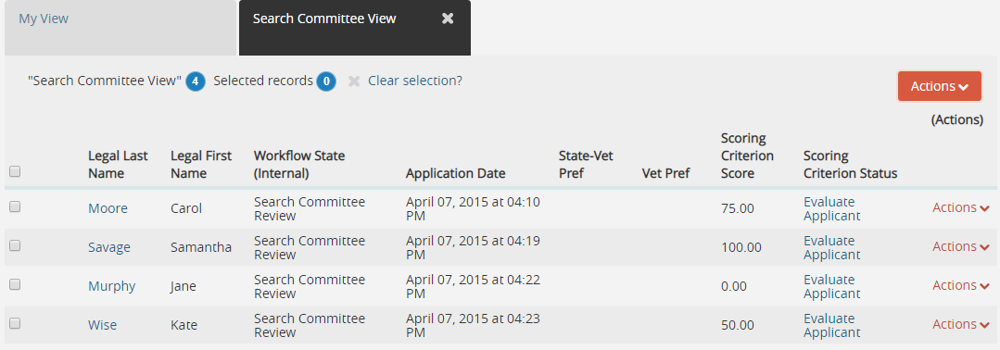 My View
Search Committee View ✖
"Search Committee View" 4 Selected records 0 ✖ Clear selection?
Actions
(Actions)
Legal Last Name
Legal First Name
Workflow State (Internal)
Application Date
State-Vet Pref
Vet Pref
Scoring Criterion Score
Scoring Criterion Status
Moore Carol Search Committee Review April 07, 2015 at 04:10 PM 75.00 Evaluate Applicant Actions
Savage Samantha Search Committee Review April 07, 2015 at 04:19 PM 100.00 Evaluate Applicant Actions
Murphy Jane Search Committee Review April 07, 2015 at 04:22 PM 0.00 Evaluate Applicant Actions
Wise Kate Search Committee Review April 07, 2015 at 04:23 PM 50.00 Evaluate Applicant Actions